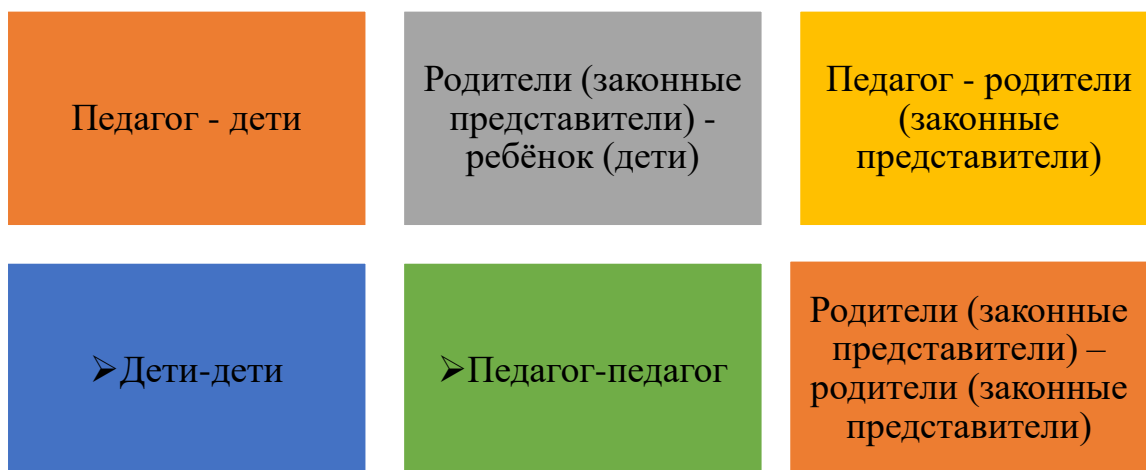 Педагог - дети
Родители (законные
представители) -
ребёнок (дети)
Педагог - родители
(законные
представители)
➢Дети-дети
➢Педагог-педагог
Родители (законные
представители) –
родители (законные
представители)